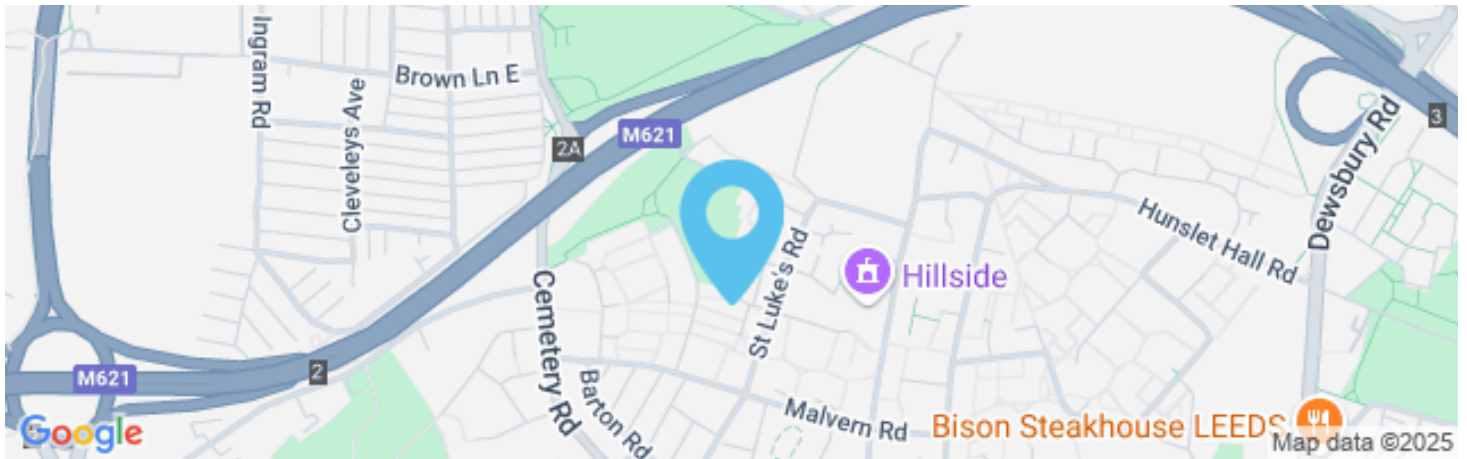 Ingram Rd
Cleveleys Ave
Brown Ln E
M621
2A
3
Dewsbury Rd
Hunslet Hall Rd
St Luke's Rd
Hillside
Cemetery Rd
2
M621
Barton Rd
Malvern Rd
Bison Steakhouse LEEDS
Google
Map data ©2025